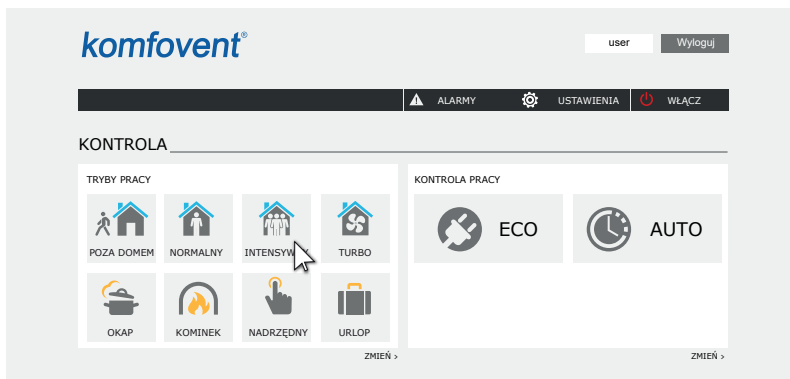 komfovent®
user Wyloguj
ALARMY USTAWIENIA WŁĄCZ
KONTROLA
TRYBY PRACY
POZA DOMEM NORMALNY TURBO
OKAP KOMINEK NADRZĘDNY URLOP
ZMIEŃ ›
KONTROLA PRACY
ECO AUTO
ZMIEŃ ›